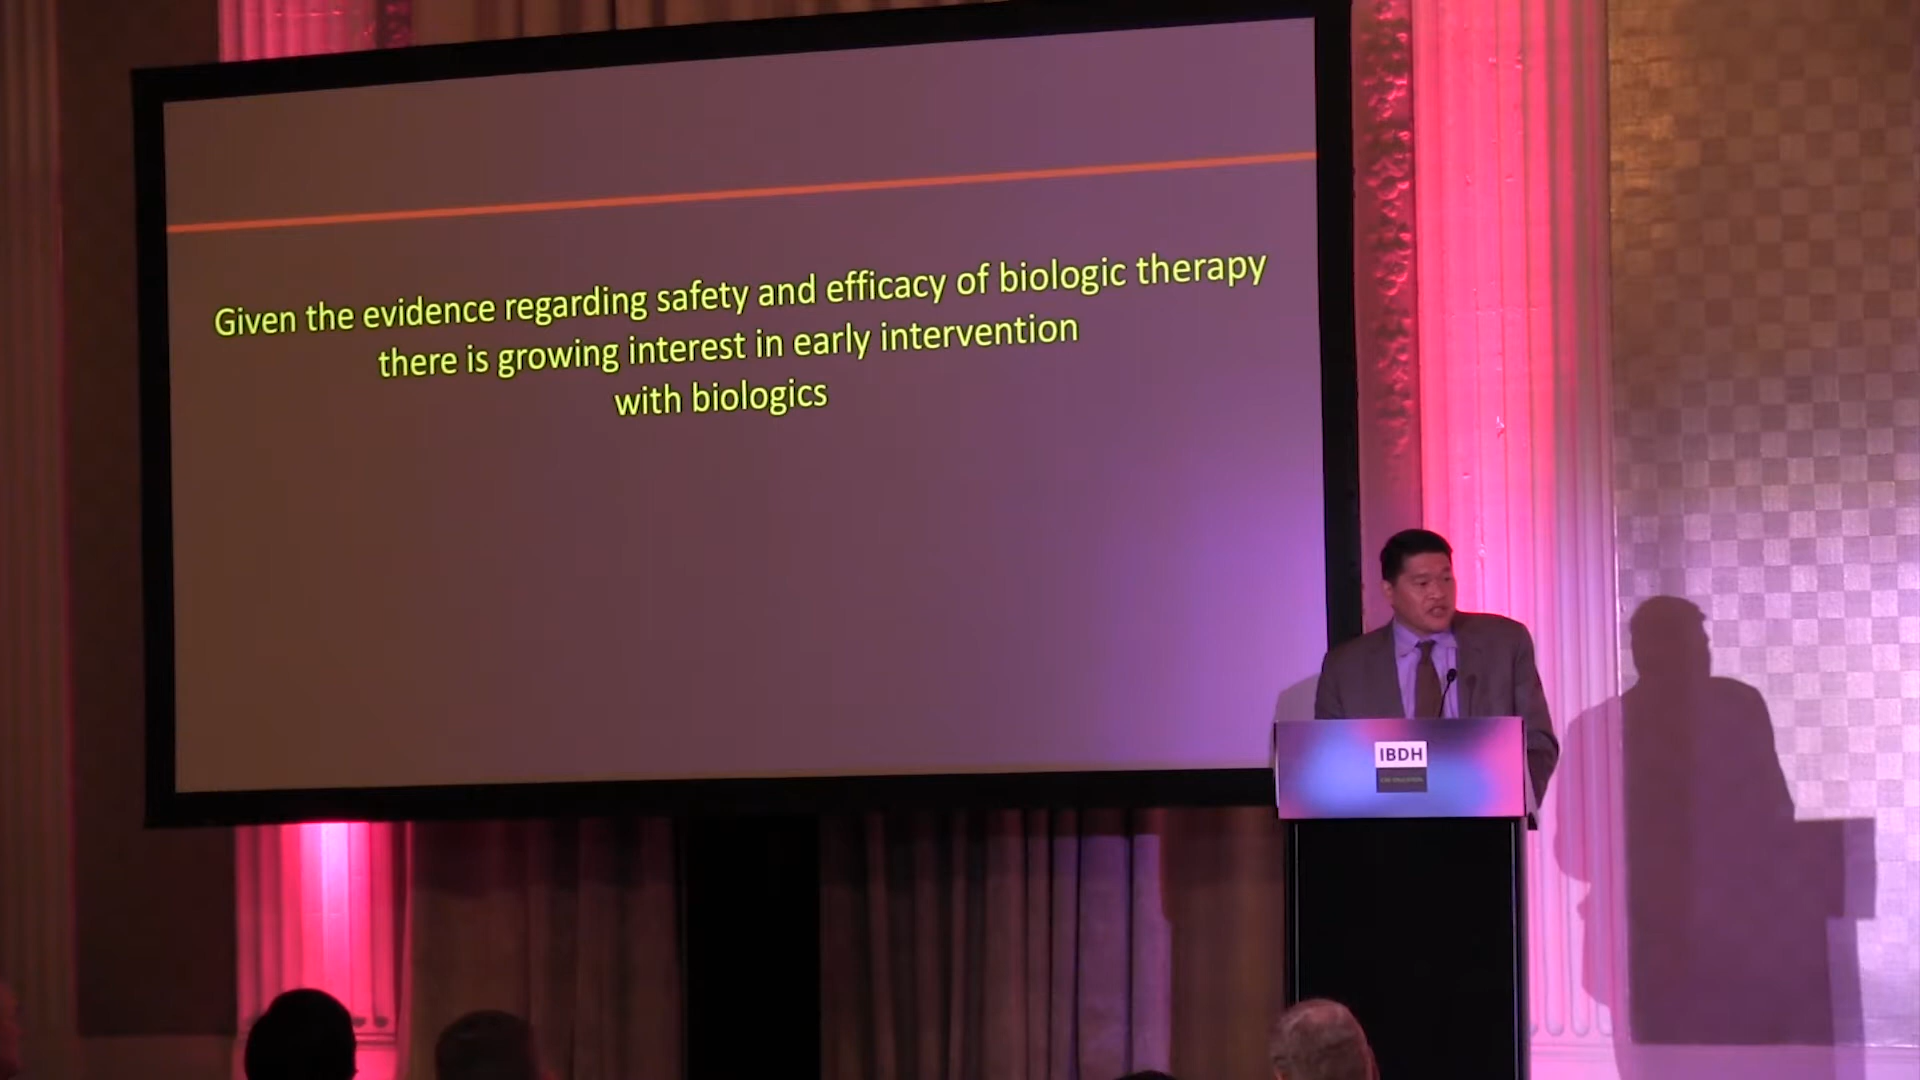 Given the evidence regarding safety and efficacy of biologic therapy
there is growing interest in early intervention
with biologics
IBDH